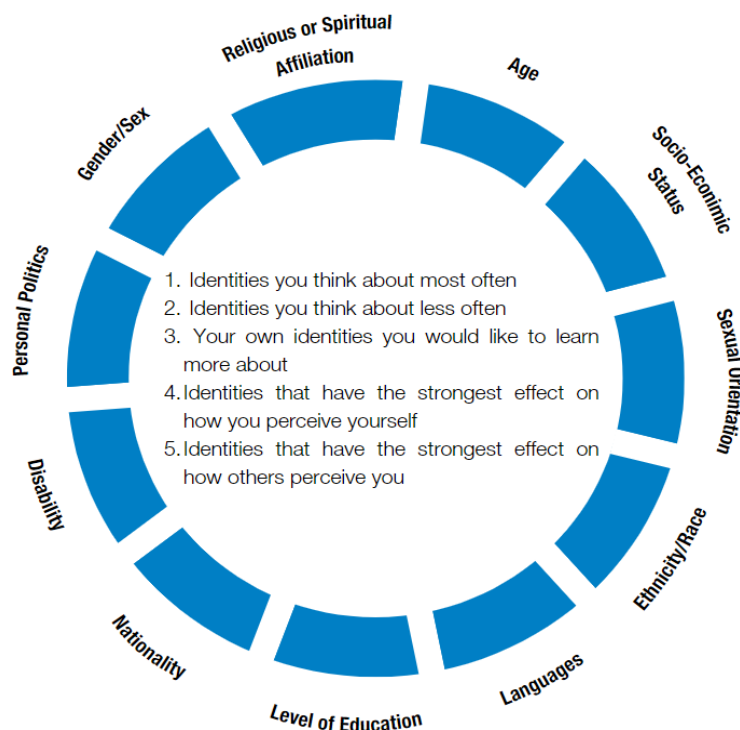 Religious or Spiritual
Affiliation
Age
Socio-Econimic
Status
Sexual Orientation
Ethnicity/Race
Languages
Level of Education
Nationality
Disability
Personal Politics
Gender/Sex
1. Identities you think about most often
2. Identities you think about less often
3. Your own identities you would like to learn
more about
4. Identities that have the strongest effect on
how you perceive yourself
5. Identities that have the strongest effect on
how others perceive you